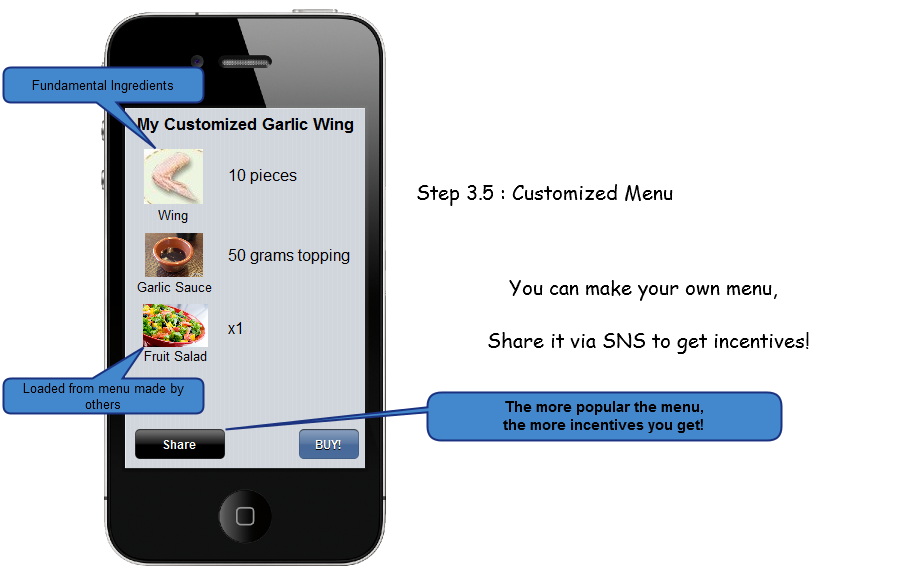 Fundamental Ingredients
My Customized Garlic Wing
10 pieces
Wing
50 grams topping
Garlic Sauce
x1
Fruit Salad
Loaded from menu made by
others
Share
BUY!
Step 3.5 : Customized Menu
You can make your own menu,
Share it via SNS to get incentives!
The more popular the menu,
the more incentives you get!